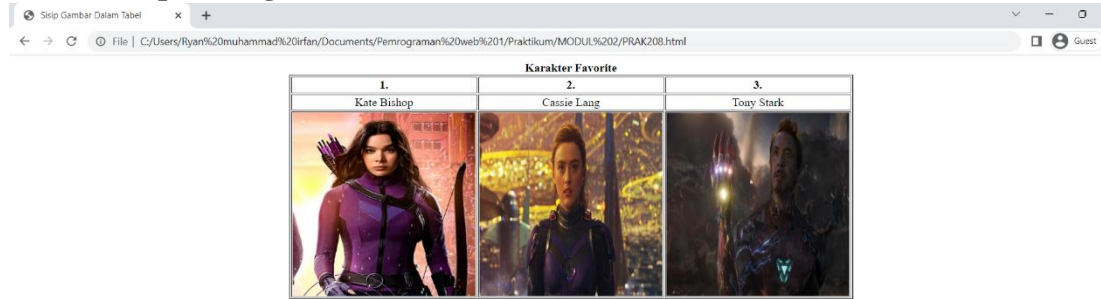 Sisip Gambar Dalam Tabel
File | C:/Users/Ryan%20muhammad%20irfan/Documents/Pemrograman%20web%201/Praktikum/MODUL%202/PRAK208.html
Guest
Karakter Favorite
1. 2. 3.
Kate Bishop Cassie Lang Tony Stark